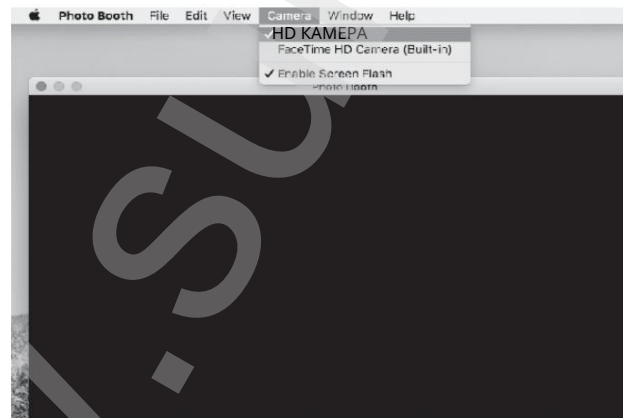 Photo Booth File Edit View Camera Window Help
✓HD КАМЕРА
FaceTime HD Camera (Built-in)
✓ Enable Screen Flash
Photo Booth
.su